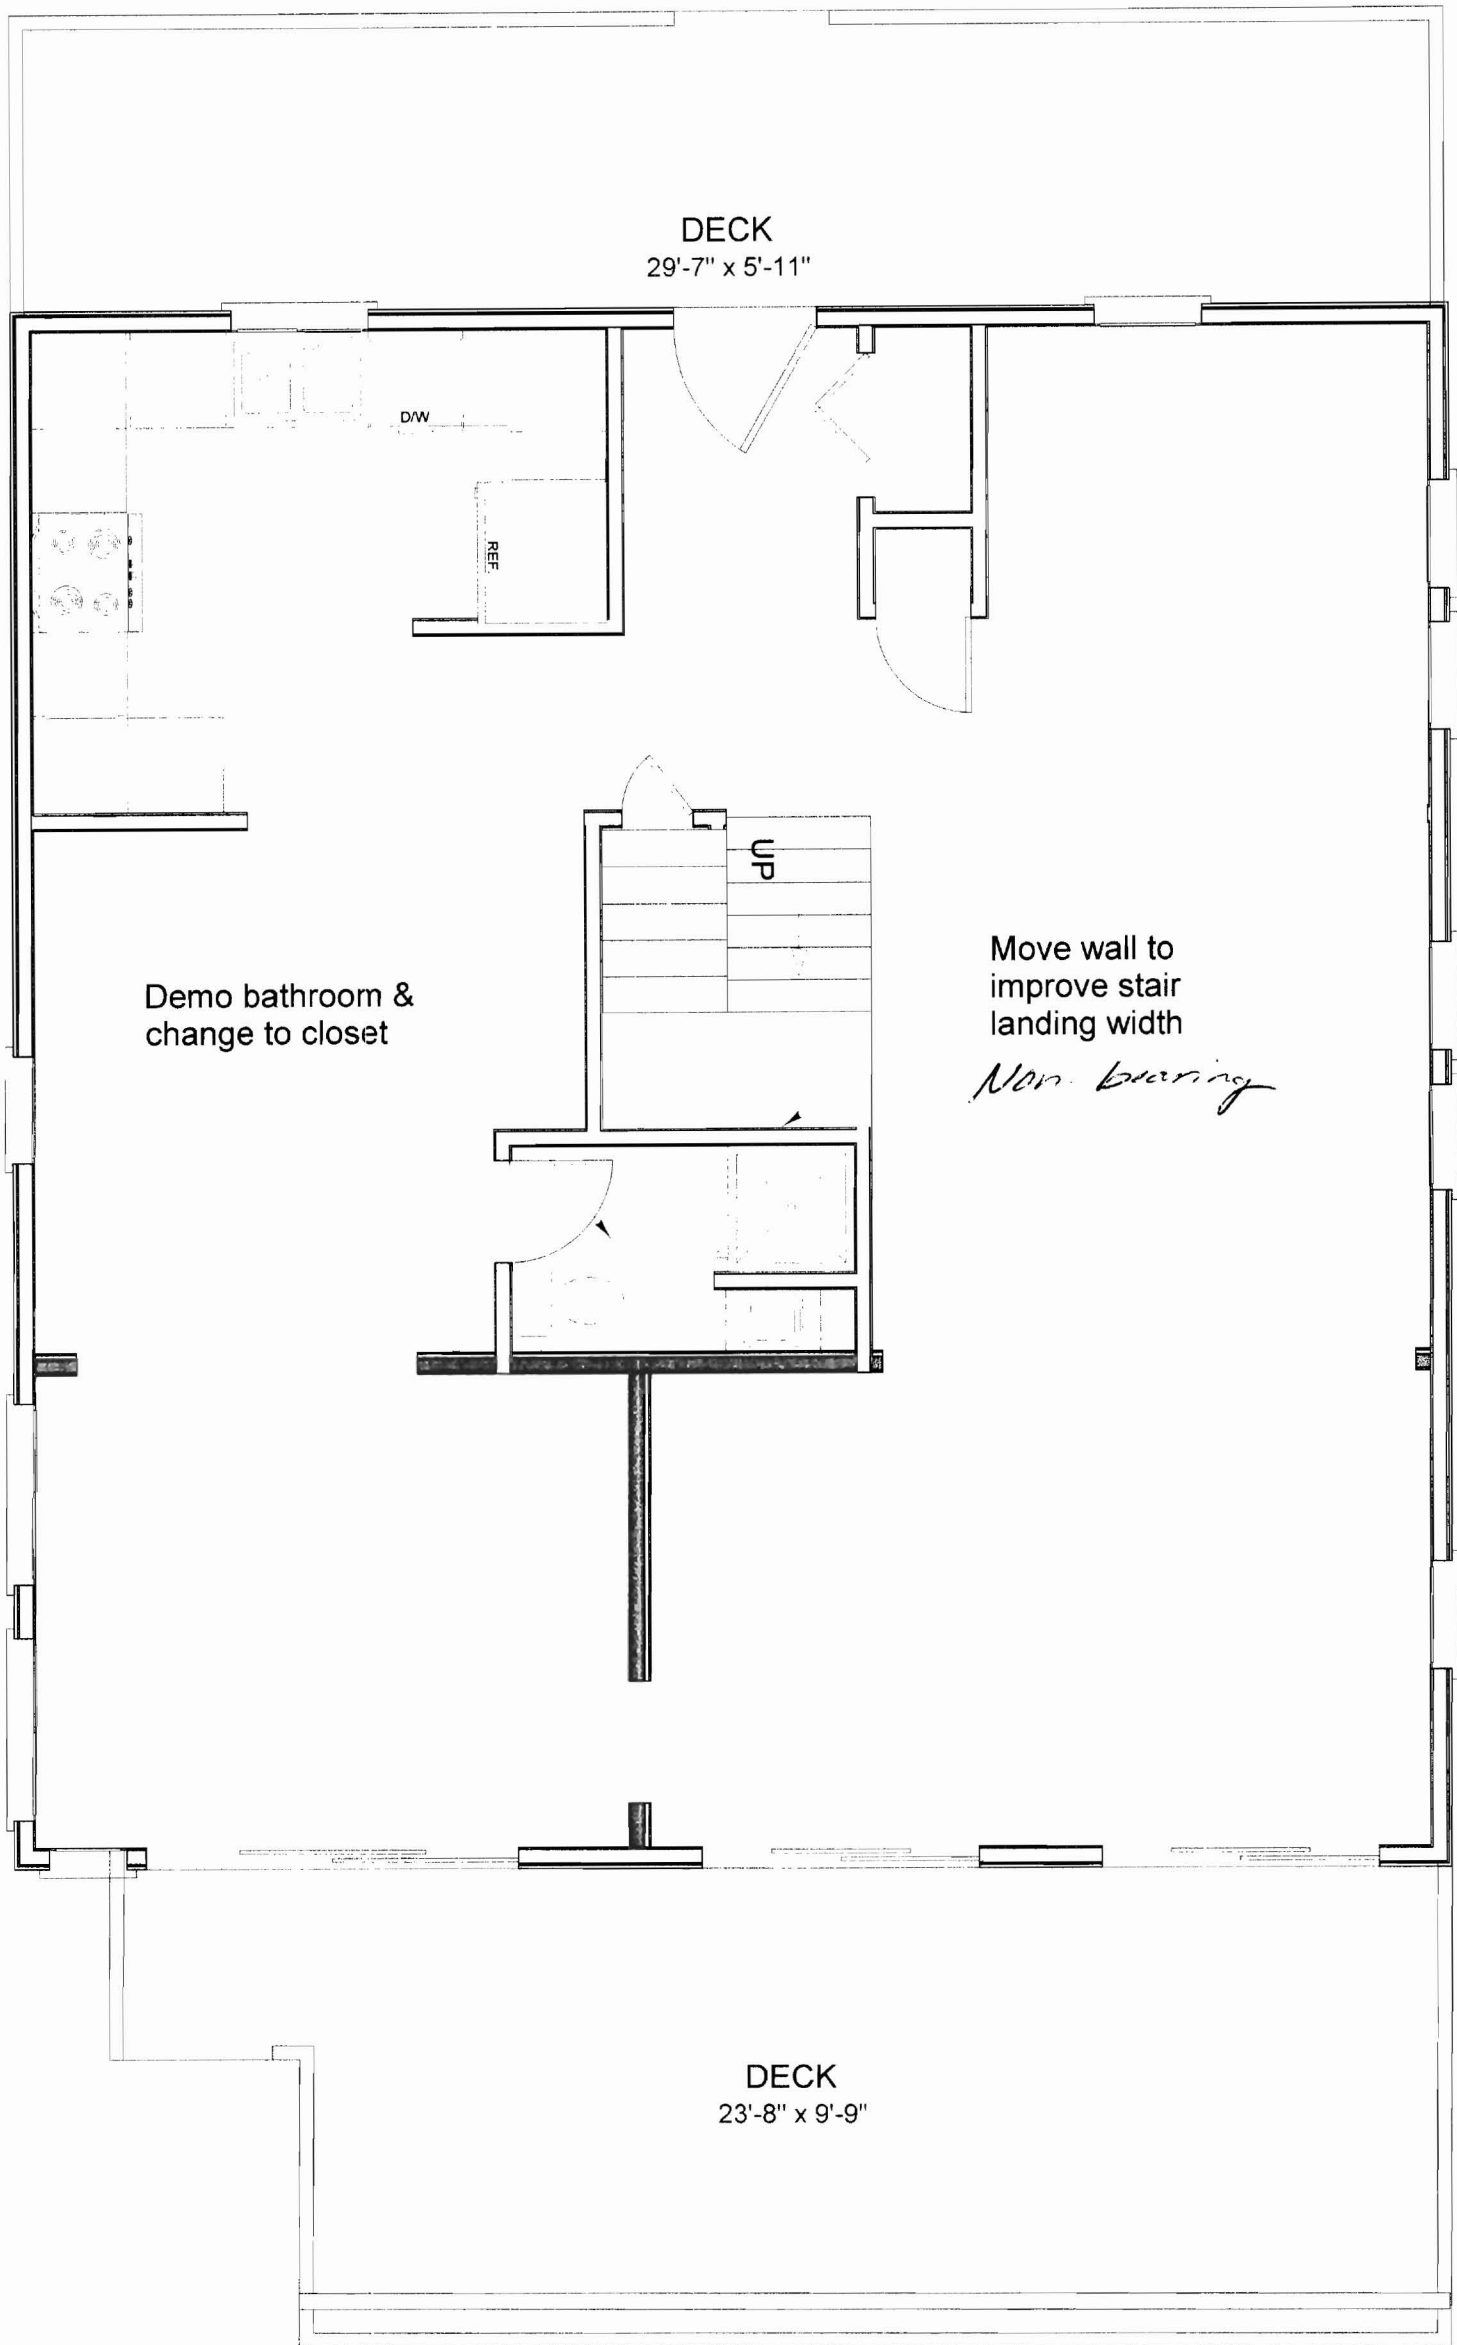 DECK
29'-7" x 5'-11"
D/W
REF.
UP
Move wall to
improve stair
landing width
Non. bearing
Demo bathroom &
change to closet
DECK
23'-8" x 9'-9"